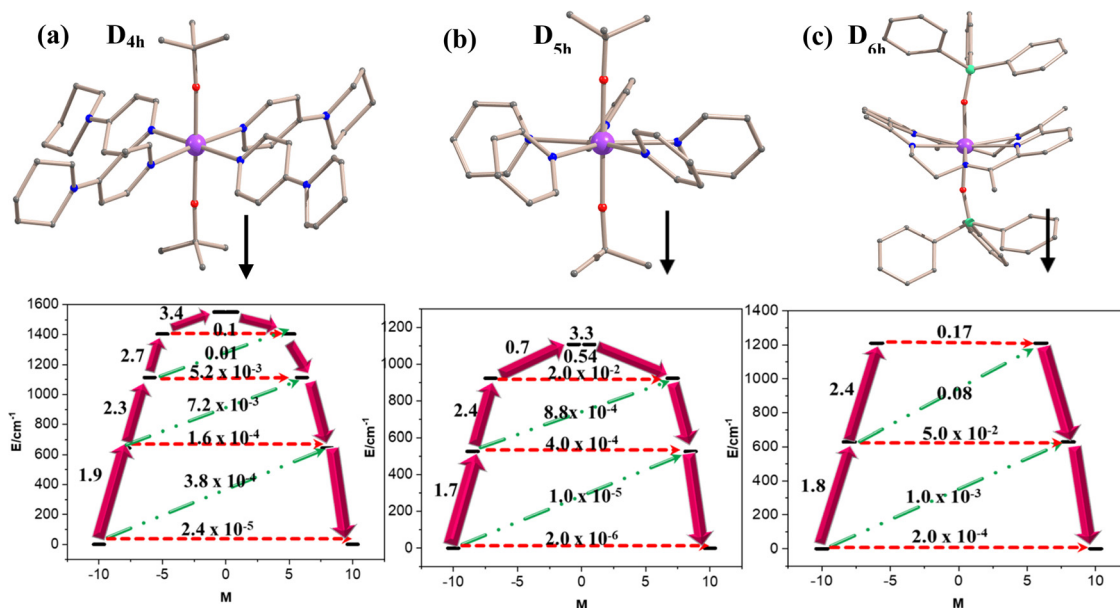 (a) D4h
(b) D5h
(c) D6h
1600
1400
1200
1000
800
600
400
200
0
E/cm-1
-10 -5 0 5 10
M
3.4
0.1
2.7
0.01
5.2 x 10-3
2.3
7.2 x 10-3
1.6 x 10-4
1.9
3.8 x 10-4
2.4 x 10-5
1200
1000
800
600
400
200
0
E/cm-1
-10 -5 0 5 10
M
3.3
0.7
0.54
2.0 x 10-2
2.4
8.8x 10-4
4.0 x 10-4
1.7
1.0 x 10-5
2.0 x 10-6
1400
1200
1000
800
600
400
200
0
E/cm-1
-10 -5 0 5 10
M
0.17
2.4
0.08
5.0 x 10-2
1.8
1.0 x 10-3
2.0 x 10-4